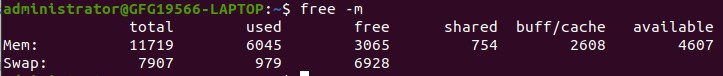 administrator@GFG19566-LAPTOP:~$ free -m
total used free shared buff/cache available
Mem: 11719 6045 3065 754 2608 4607
Swap: 7907 979 6928